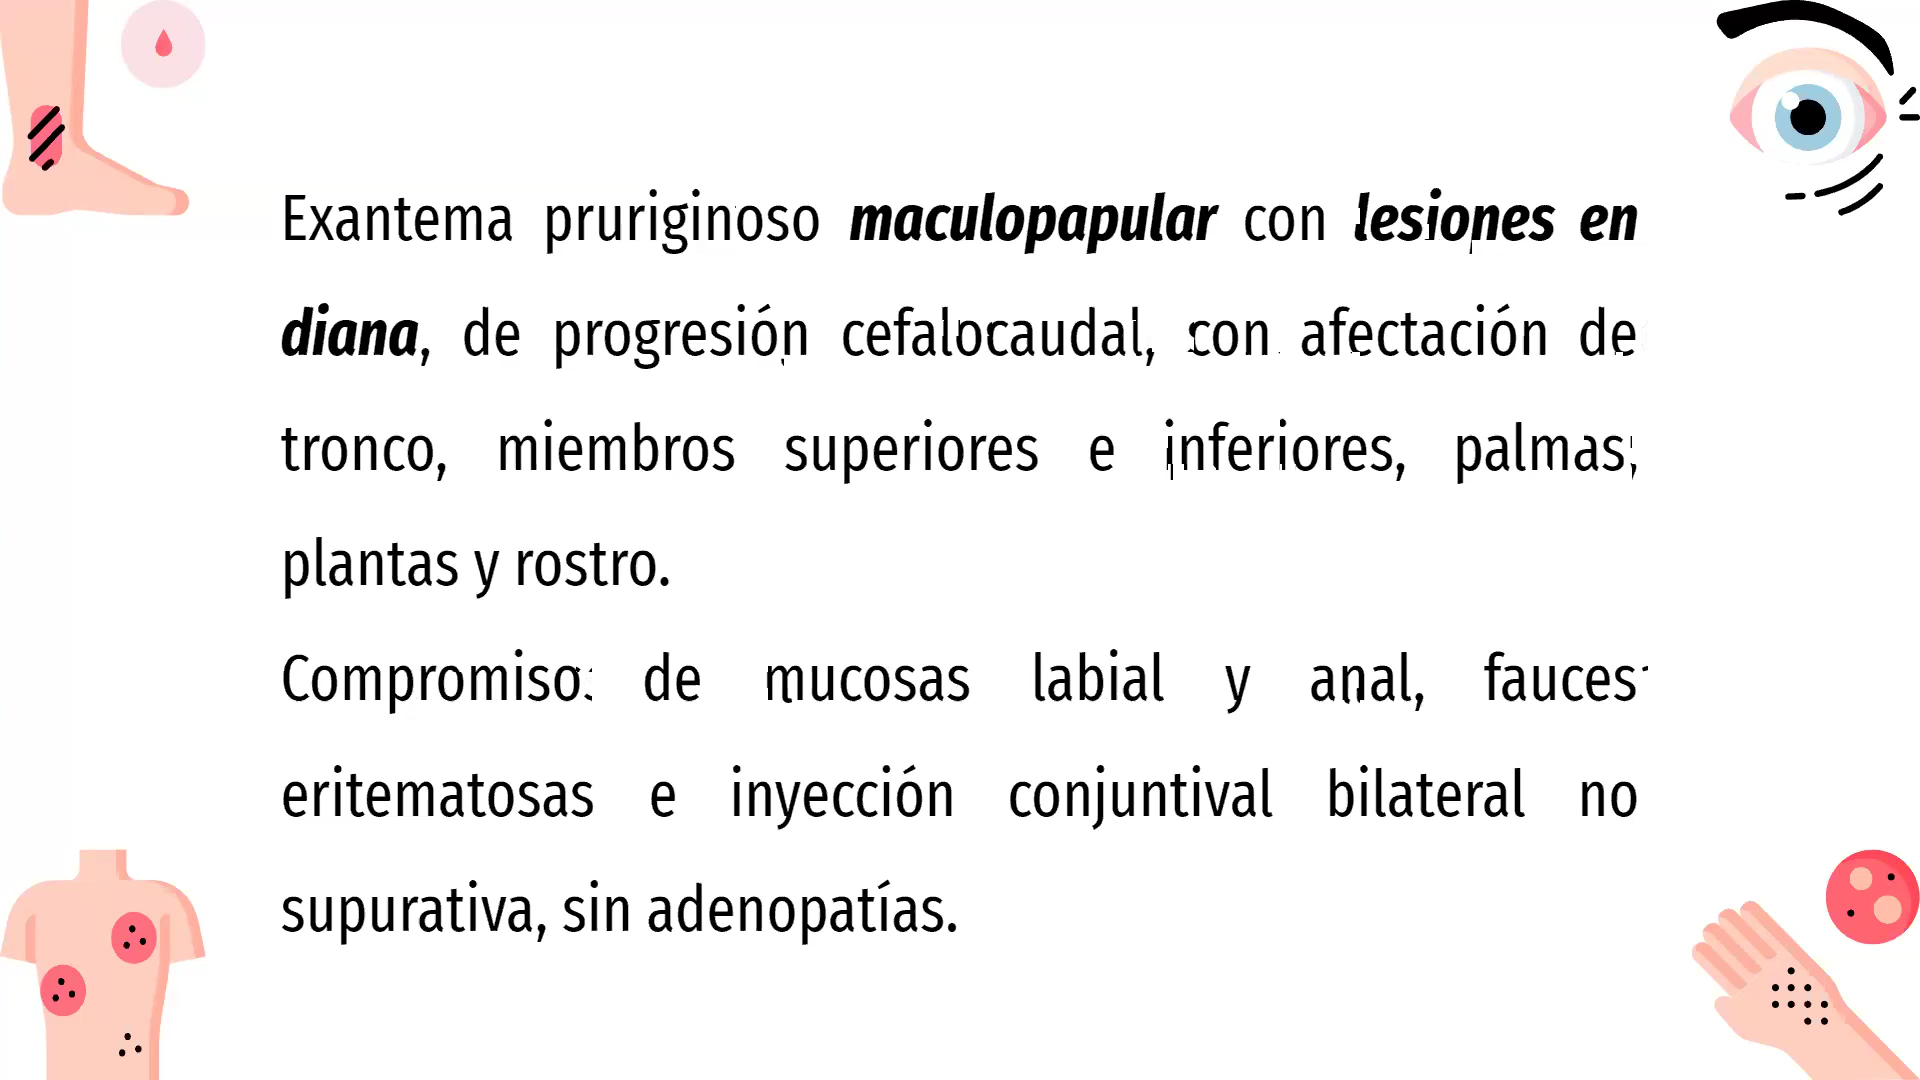 Exantema pruriginoso maculopapular con lesiones en
diana, de progresión cefalocaudal, con afectación de
tronco, miembros superiores e inferiores, palmas,
plantas y rostro.
Compromiso de mucosas labial y anal, fauces
eritematosas e inyección conjuntival bilateral no
supurativa, sin adenopatías.